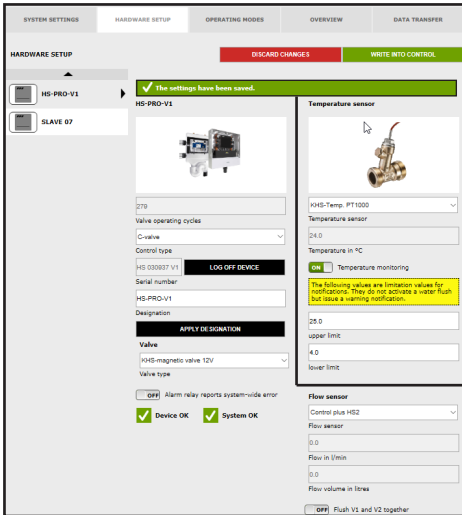 SYSTEM SETTINGS
HARDWARE SETUP
OPERATING MODES
OVERVIEW
DATA TRANSFER
HARDWARE SETUP
DISCARD CHANGES
WRITE INTO CONTROL
HS-PRO-V1
SLAVE 07
The settings have been saved.
HS-PRO-V1
279
Valve operating cycles
C-valve
Control type
HS 030937 V1
LOG OFF DEVICE
Serial number
HS-PRO-V1
Designation
APPLY DESIGNATION
Valve
KHS-magnetic valve 12V
Valve type
OFF Alarm relay reports system-wide error
Device OK
System OK
Temperature sensor
KHS-Temp. PT1000
Temperature sensor
24.0
Temperature in °C
ON Temperature monitoring
The following values are limitation values for
notifications. They do not activate a water flush
but issue a warning notification.
25.0
upper limit
4.0
lower limit
Flow sensor
Control plus HS2
Flow sensor
0.0
Flow in l/min
0.0
Flow volume in litres
OFF Flush V1 and V2 together